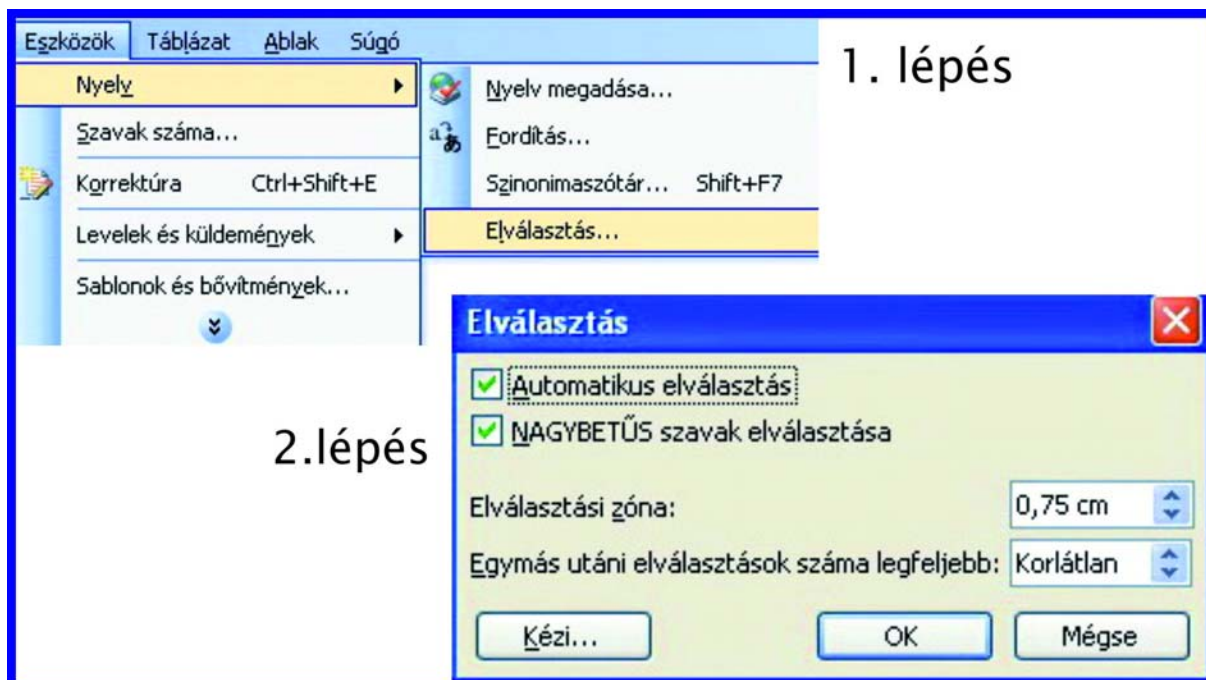 Eszközök Táblázat Ablak Súgó
Nyelv
Szavak száma...
Korrektúra Ctrl+Shift+E
Levelek és küldemények
Sablonok és bővítmények...
Nyelv megadása...
Fordítás...
Szinonimaszótár... Shift+F7
Elválasztás...
1. lépés
2.lépés
Elválasztás
Automatikus elválasztás
NAGYBETŰS szavak elválasztása
Elválasztási zóna: 0,75 cm
Egymás utáni elválasztások száma legfeljebb: Korlátlan
Kézi... OK Mégse